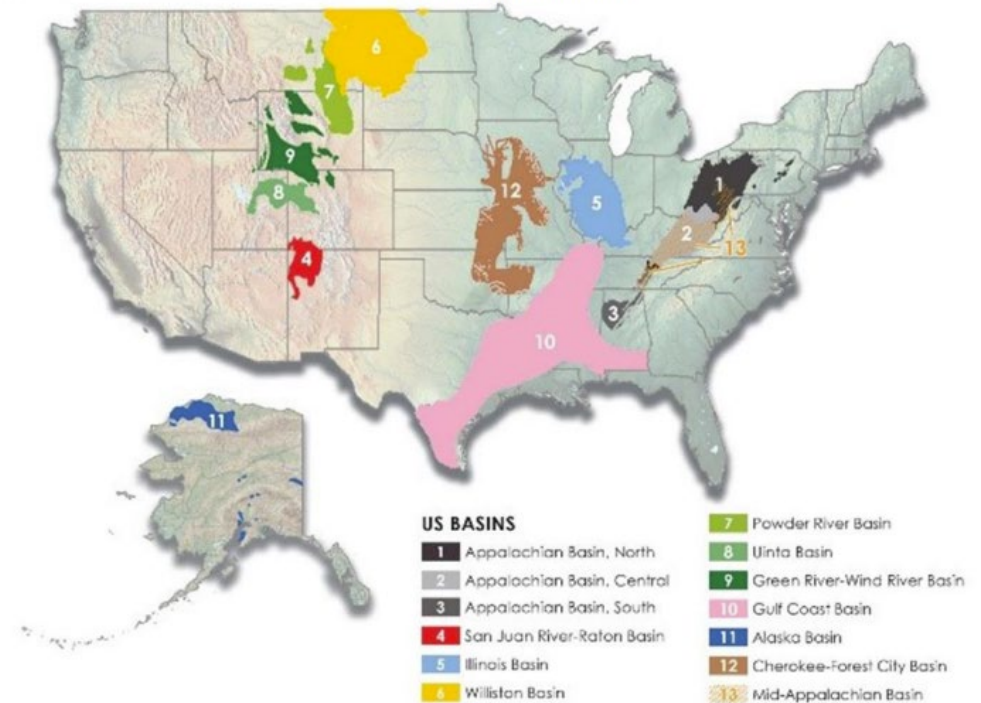 6
7
9
8
4
12
5
1
2
13
3
10
11
US BASINS
1 Appalachian Basin, North
2 Appalachian Basin, Central
3 Appalachian Basin, South
4 San Juan River-Raton Basin
5 Illinois Basin
6 Williston Basin
7 Powder River Basin
8 Uinta Basin
9 Green River-Wind River Basin
10 Gulf Coast Basin
11 Alaska Basin
12 Cherokee-Forest City Basin
13 Mid-Appalachian Basin